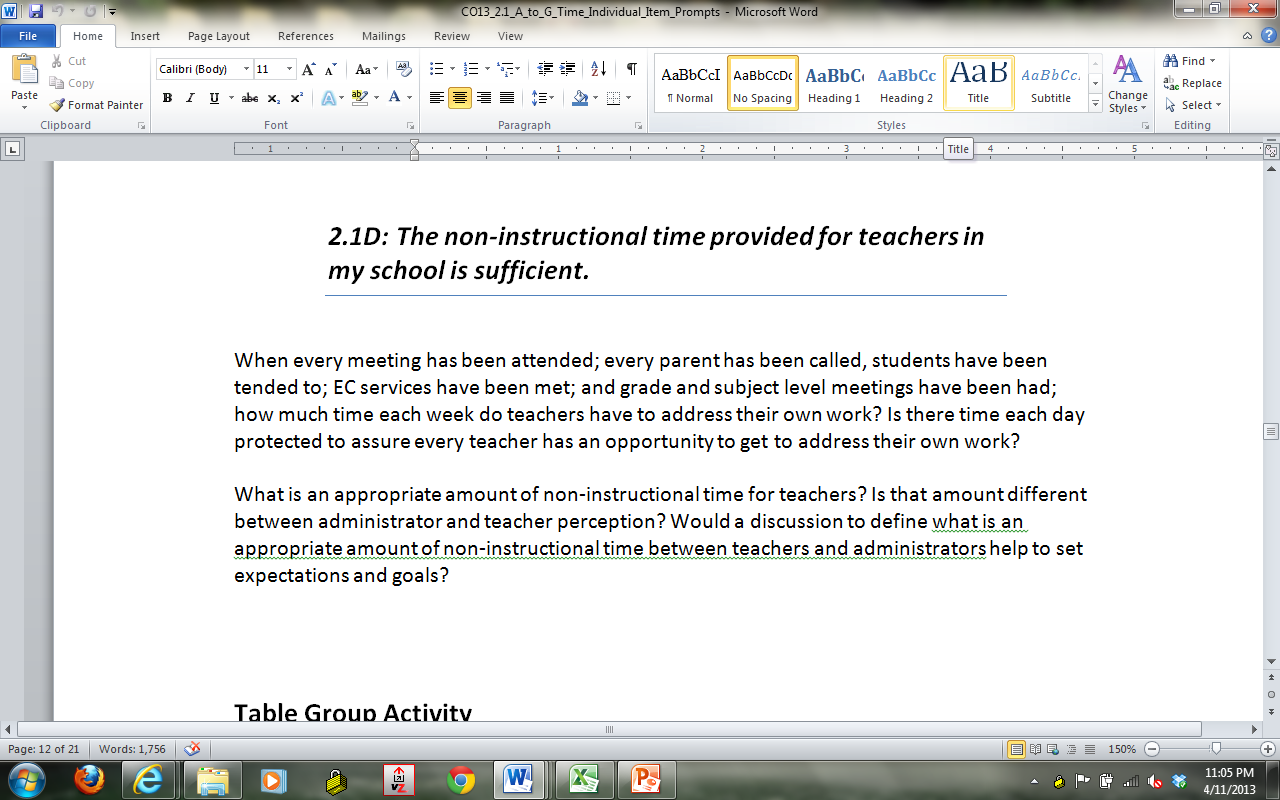 CO13_2.1_A_to_G_Time_Individual_Item_Prompts - Microsoft Word
File Home Insert Page Layout References Mailings Review View
Paste
Cut
Copy
Format Painter
Clipboard
Calibri (Body) 11
Font
Paragraph
AaBbCcI AaBbCcDc AaBbCc AaBbCc AaB AaBbCc.
¶ Normal No Spacing Heading 1 Heading 2 Title Subtitle
Change Styles
Styles
Find
Replace
Select
Editing
1 1 2 3 4 5
Title
2.1D: The non-instructional time provided for teachers in
my school is sufficient.
When every meeting has been attended; every parent has been called, students have been
tended to; EC services have been met; and grade and subject level meetings have been had;
how much time each week do teachers have to address their own work? Is there time each day
protected to assure every teacher has an opportunity to get to address their own work?
What is an appropriate amount of non-instructional time for teachers? Is that amount different
between administrator and teacher perception? Would a discussion to define what is an
appropriate amount of non-instructional time between teachers and administrators help to set
expectations and goals?
Table Group Activity
Page: 12 of 21 Words: 1,756 150%
11:05 PM
4/11/2013